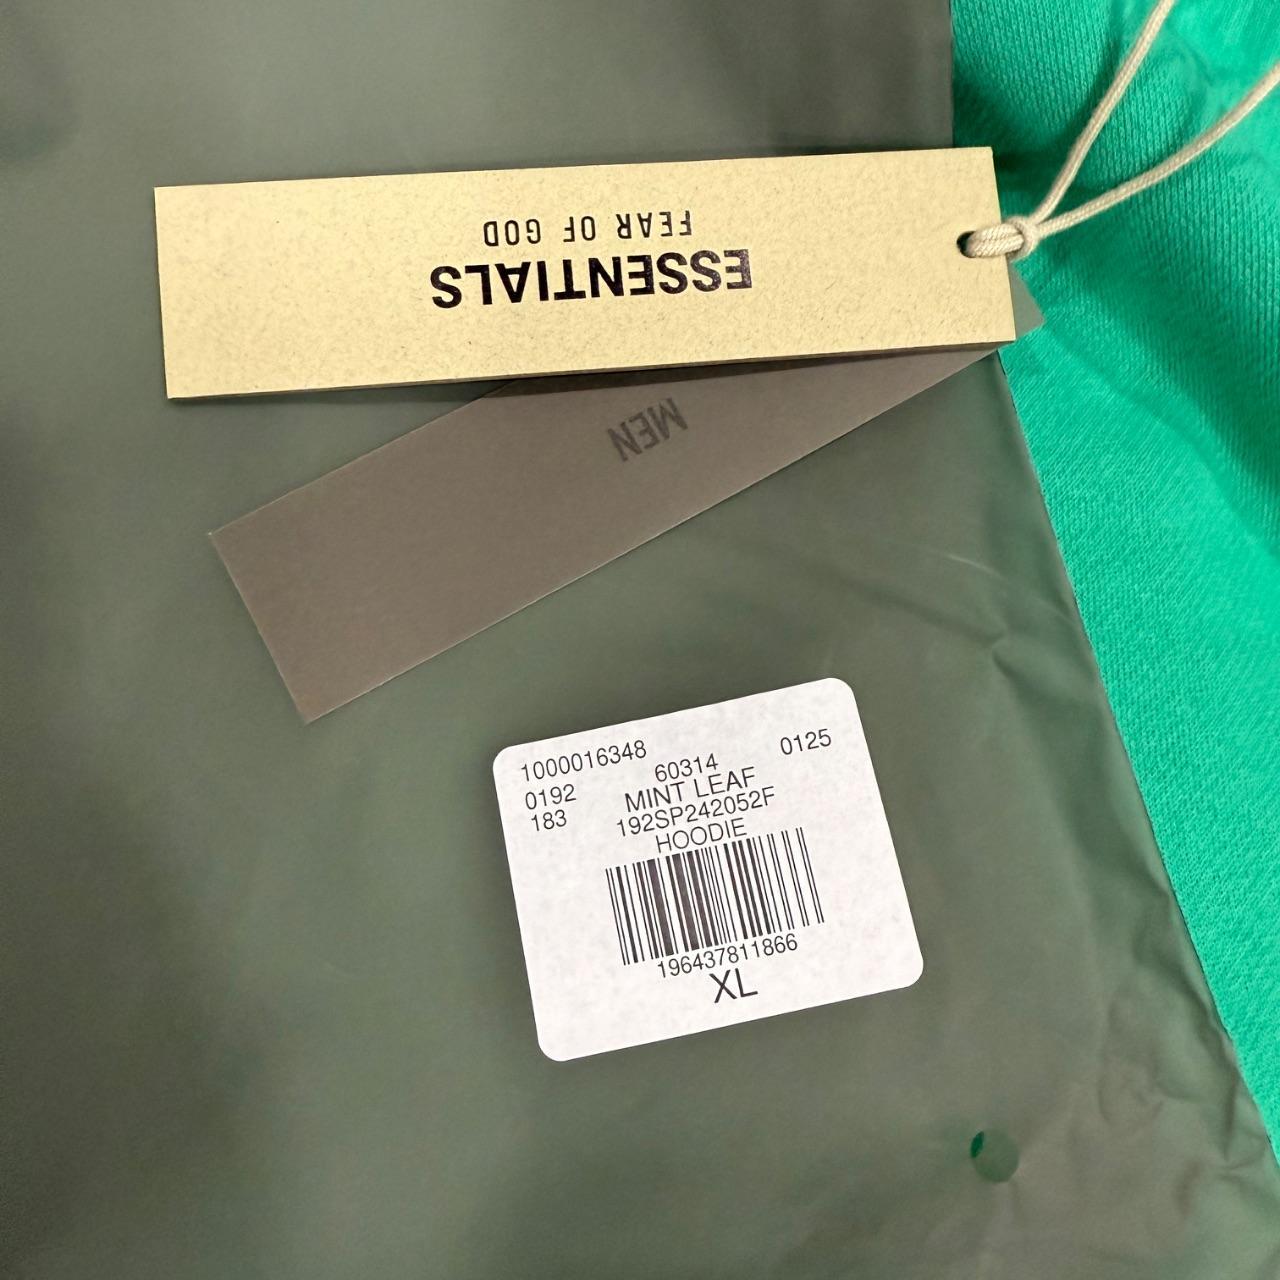 ESSENTIALS
FEAR OF GOD
MEN
1000016348
0125
0192
60314
183
MINT LEAF
192SP242052F
HOODIE
196437811866
XL